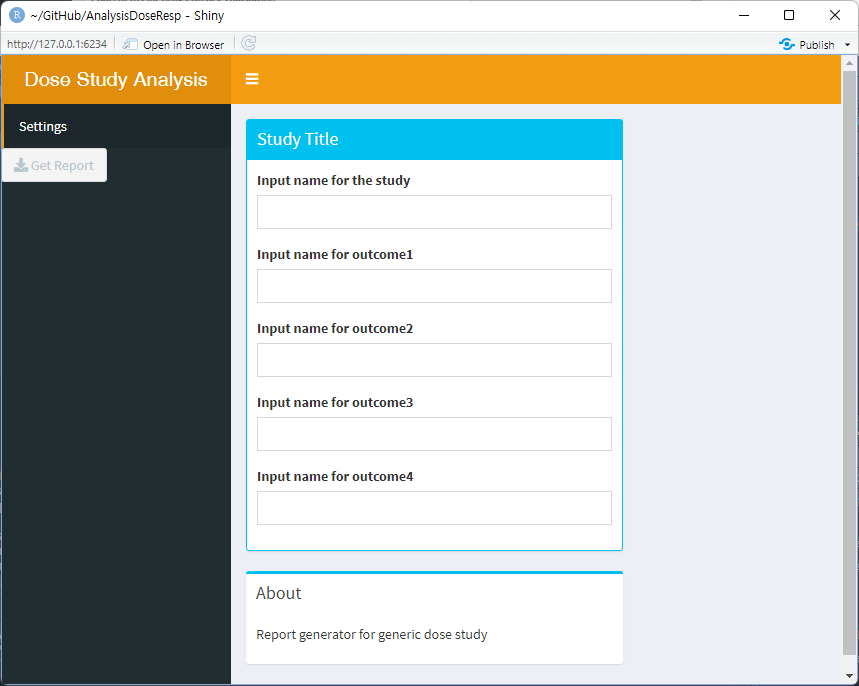 ~/GitHub/AnalysisDoseResp - Shiny
http://127.0.0.1:6234 Open in Browser Publish
Dose Study Analysis
Settings
Get Report
Study Title
Input name for the study
Input name for outcome1
Input name for outcome2
Input name for outcome3
Input name for outcome4
About
Report generator for generic dose study